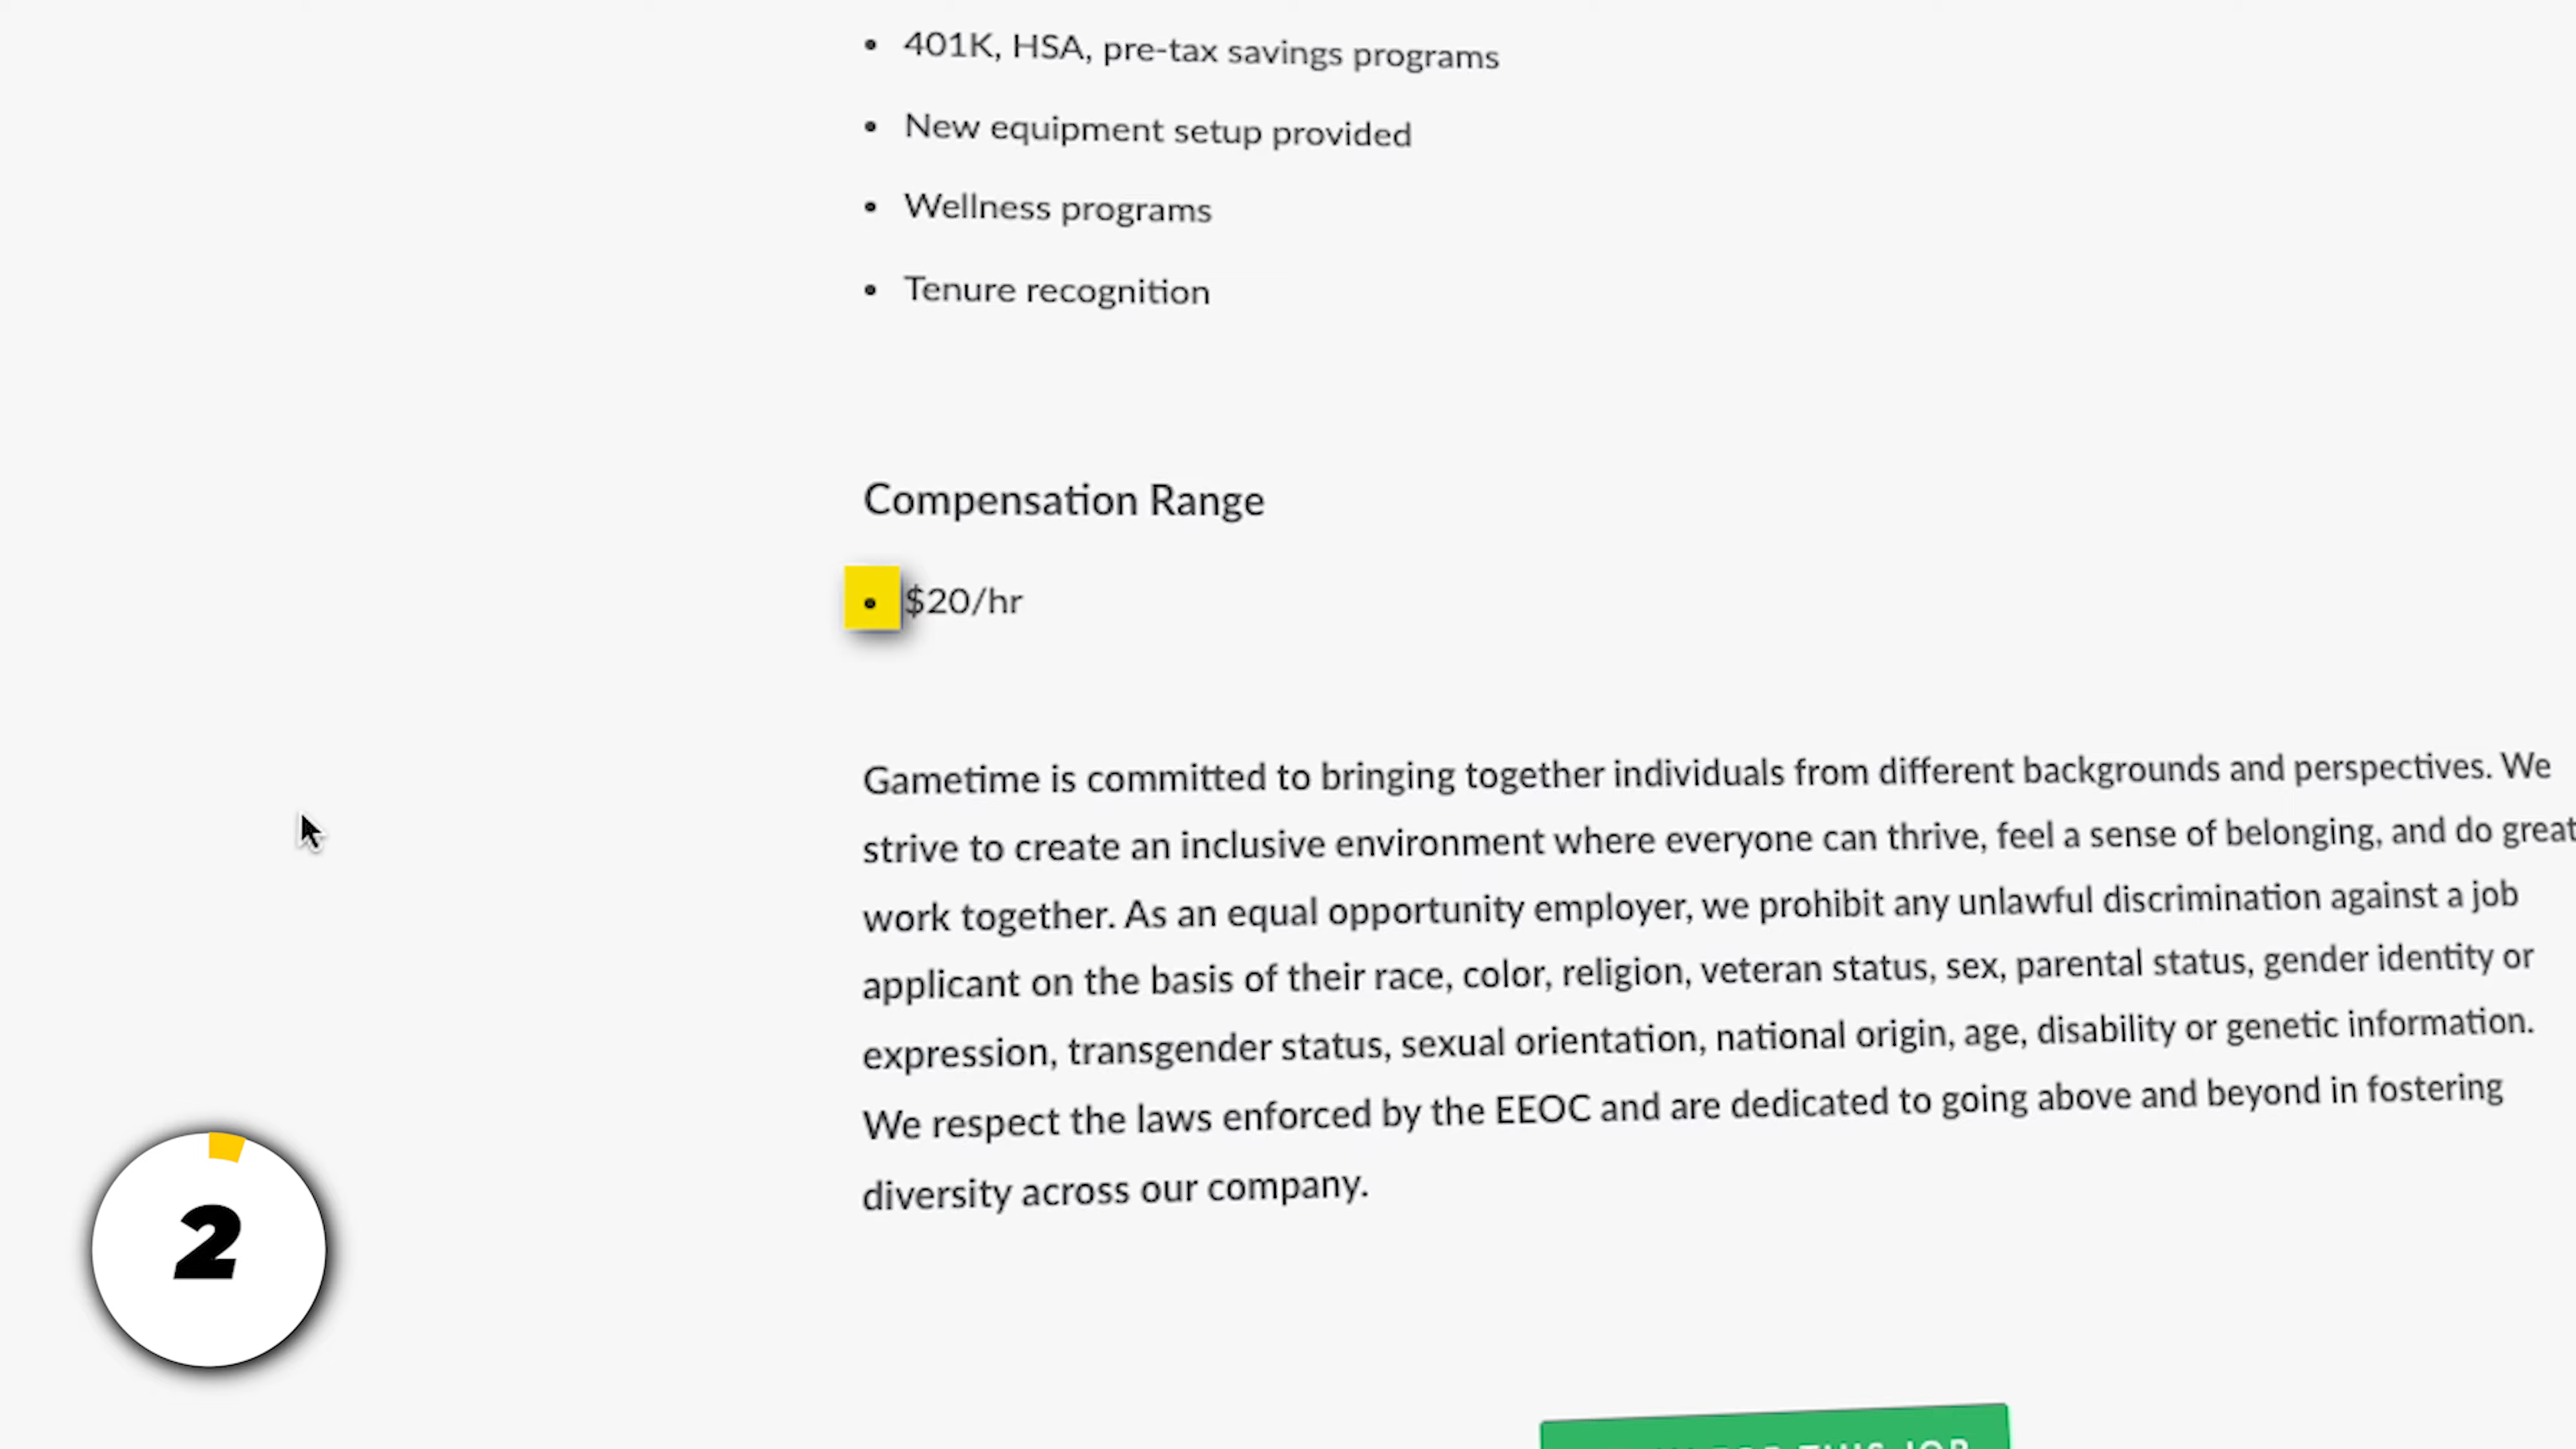 • 401K, HSA, pre-tax savings programs
• New equipment setup provided
• Wellness programs
• Tenure recognition
Compensation Range
• $20/hr
Gametime is committed to bringing together individuals from different backgrounds and perspectives. We
strive to create an inclusive environment where everyone can thrive, feel a sense of belonging, and do great
work together. As an equal opportunity employer, we prohibit any unlawful discrimination against a job
applicant on the basis of their race, color, religion, veteran status, sex, parental status, gender identity or
expression, transgender status, sexual orientation, national origin, age, disability or genetic information.
We respect the laws enforced by the EEOC and are dedicated to going above and beyond in fostering
diversity across our company.
2
THIS JOB